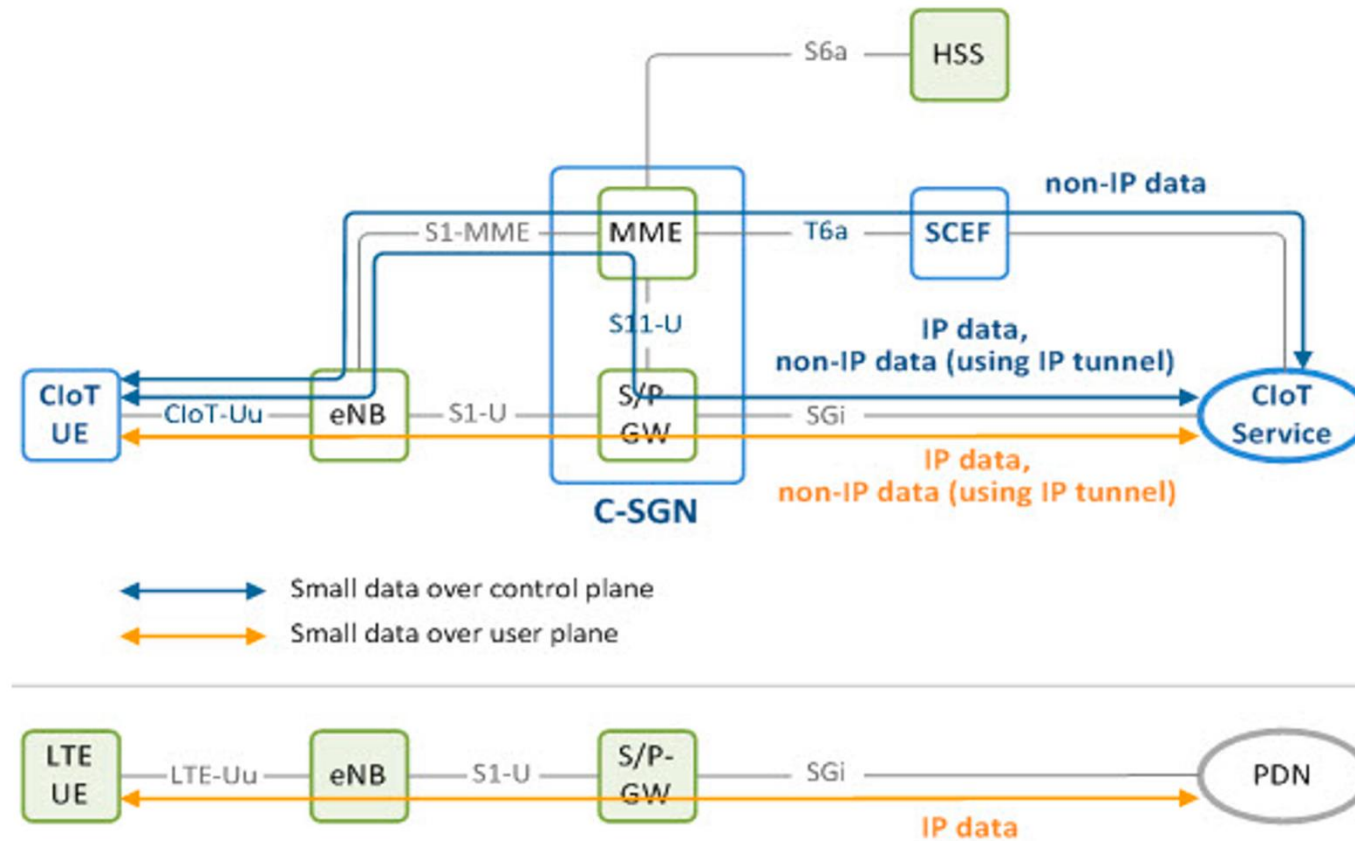 S6a
HSS
non-IP data
S1-MME
MME
T6a
SCEF
S11-U
IP data,
non-IP data (using IP tunnel)
CIoT
UE
CIoT-Uu
eNB
S1-U
S/P-
GW
SGi
CIoT
Service
IP data,
non-IP data (using IP tunnel)
C-SGN
Small data over control plane
Small data over user plane
LTE
UE
LTE-Uu
eNB
S1-U
S/P-
GW
SGi
PDN
IP data